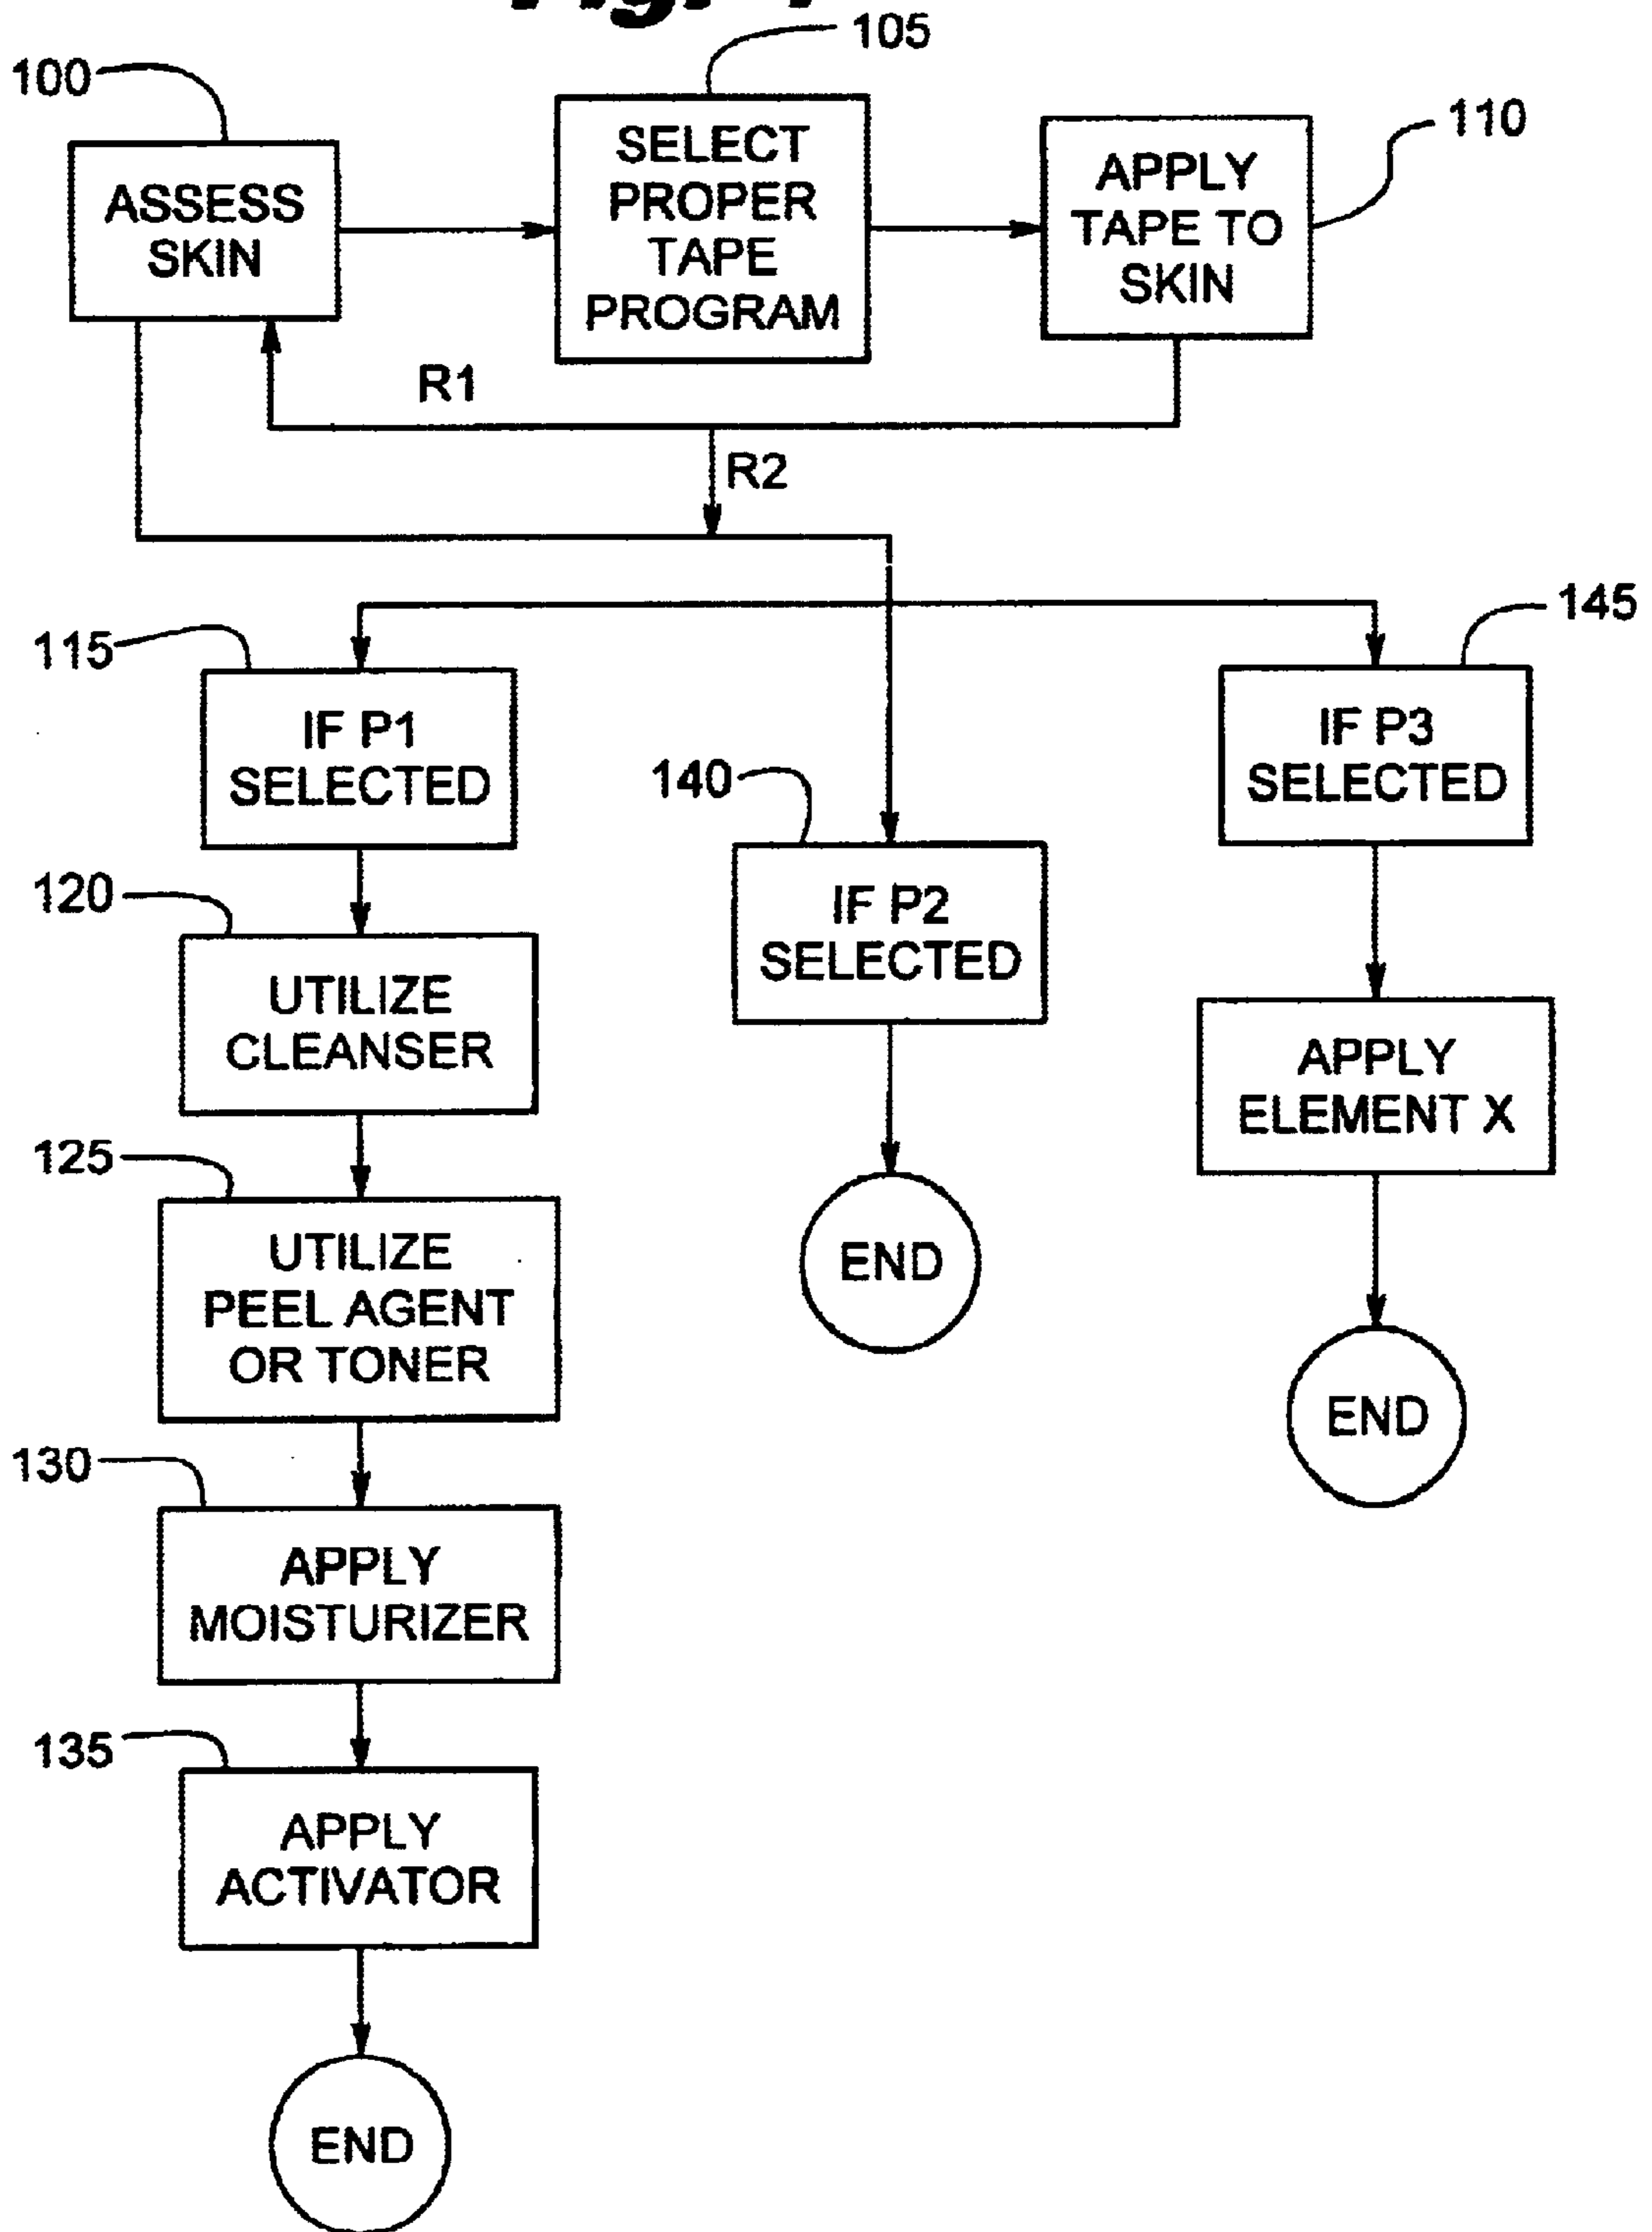 105
100
110
ASSESS
SKIN
SELECT
PROPER
TAPE
PROGRAM
APPLY
TAPE TO
SKIN
R1
R2
115
IF P1
SELECTED
145
IF P3
SELECTED
140
IF P2
SELECTED
120
UTILIZE
CLEANSER
APPLY
ELEMENT X
125
UTILIZE
PEEL AGENT
OR TONER
END
END
130
APPLY
MOISTURIZER
135
APPLY
ACTIVATOR
END